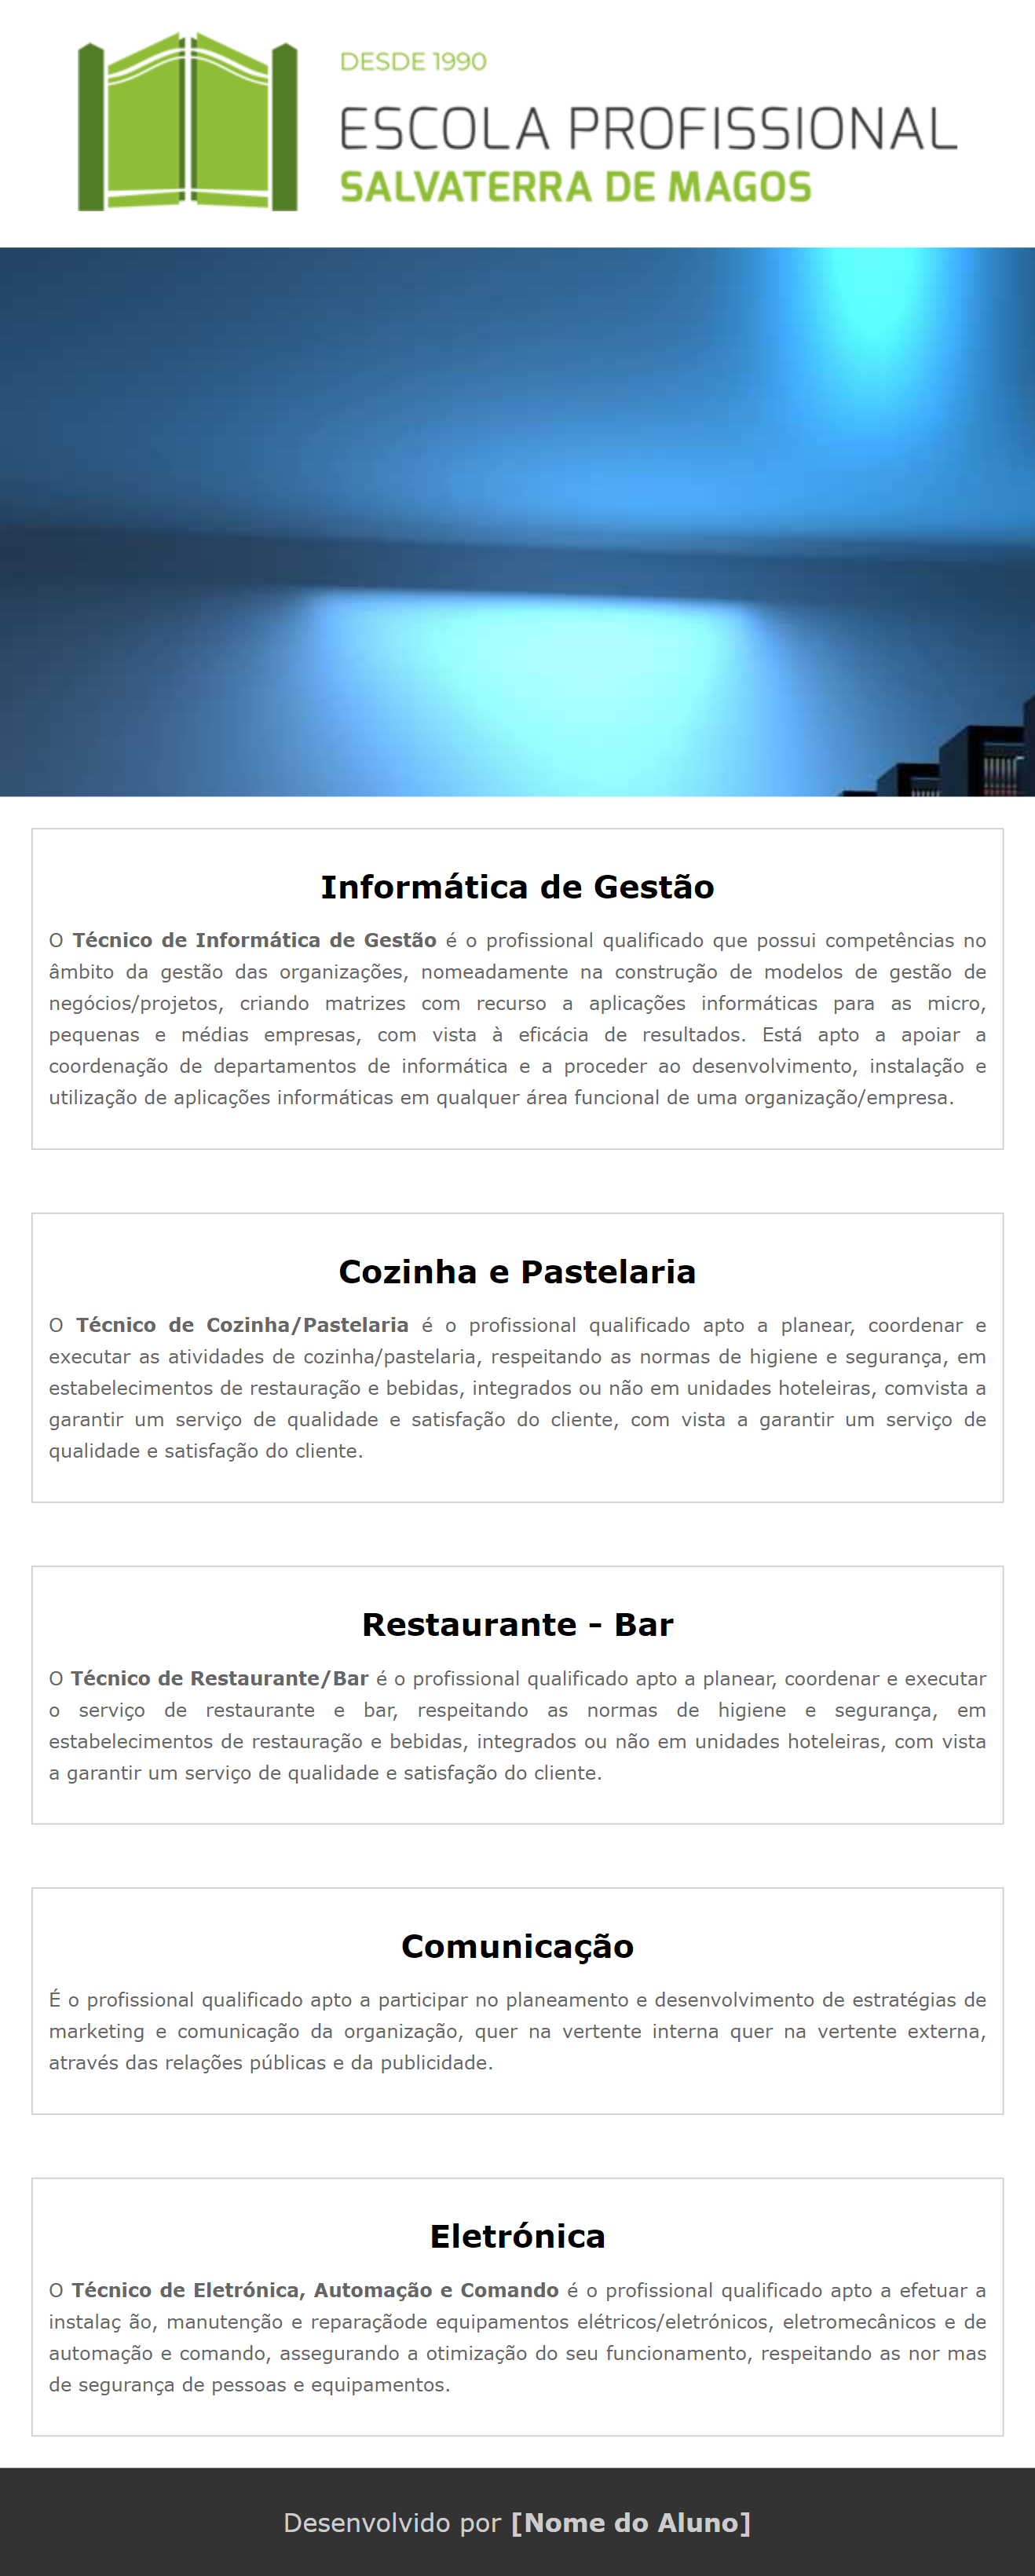 DESDE 1990
ESCOLA PROFISSIONAL
SALVATERRA DE MAGOS
Informática de Gestão
O Técnico de Informática de Gestão é o profissional qualificado que possui competências no
âmbito da gestão das organizações, nomeadamente na construção de modelos de gestão de
negócios/projetos, criando matrizes com recurso a aplicações informáticas para as micro,
pequenas e médias empresas, com vista à eficácia de resultados. Está apto a apoiar a
coordenação de departamentos de informática e a proceder ao desenvolvimento, instalação e
utilização de aplicações informáticas em qualquer área funcional de uma organização/empresa.
Cozinha e Pastelaria
O Técnico de Cozinha/Pastelaria é o profissional qualificado apto a planear, coordenar e
executar as atividades de cozinha/pastelaria, respeitando as normas de higiene e segurança, em
estabelecimentos de restauração e bebidas, integrados ou não em unidades hoteleiras, comvista a
garantir um serviço de qualidade e satisfação do cliente, com vista a garantir um serviço de
qualidade e satisfação do cliente.
Restaurante - Bar
O Técnico de Restaurante/Bar é o profissional qualificado apto a planear, coordenar e executar
o serviço de restaurante e bar, respeitando as normas de higiene e segurança, em
estabelecimentos de restauração e bebidas, integrados ou não em unidades hoteleiras, com vista
a garantir um serviço de qualidade e satisfação do cliente.
Comunicação
É o profissional qualificado apto a participar no planeamento e desenvolvimento de estratégias de
marketing e comunicação da organização, quer na vertente interna quer na vertente externa,
através das relações públicas e da publicidade.
Eletrónica
O Técnico de Eletrónica, Automação e Comando é o profissional qualificado apto a efetuar a
instalaç ão, manutenção e reparaçãode equipamentos elétricos/eletrónicos, eletromecânicos e de
automação e comando, assegurando a otimização do seu funcionamento, respeitando as nor mas
de segurança de pessoas e equipamentos.
Desenvolvido por [Nome do Aluno]